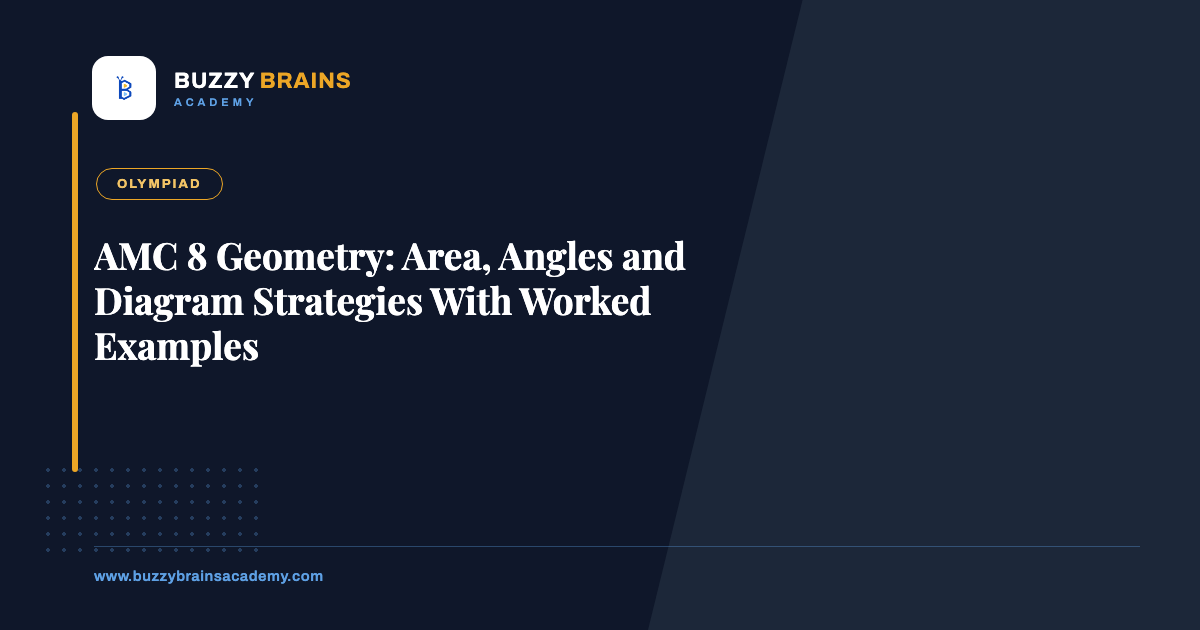 BUZZY BRAINS
ACADEMY
OLYMPIAD
AMC 8 Geometry: Area, Angles and
Diagram Strategies With Worked
Examples
www.buzzybrainsacademy.com